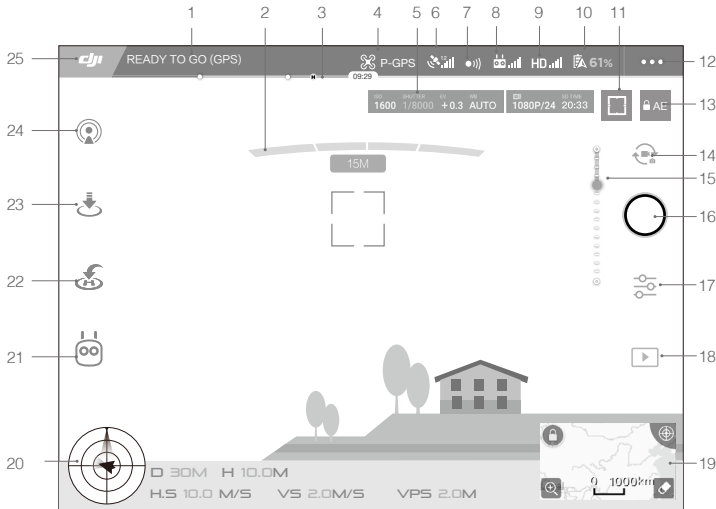 1 2 3 4 5 6 7 8 9 10 11
25 dji READY TO GO (GPS) P-GPS 12 HD 61% 12
H 09:29
ISO SHUTTER EV WB SD TIME
1600 1/8000 +0.3 AUTO 1080P/24 20:33 AE 13
24 14
15M 15
23 16
22 17
21 18
20 19
D 30M H 10.0M
H.S 10.0 M/S VS 2.0M/S VPS 2.0M
0 1000km